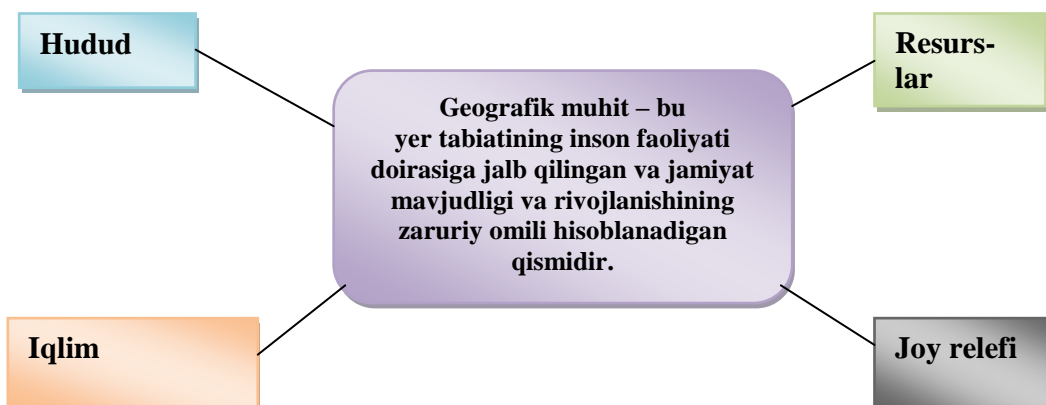 Hudud
Resurs-
lar
Geografik muhit – bu
yer tabiatining inson faoliyati
doirasiga jalb qilingan va jamiyat
mavjudligi va rivojlanishining
zaruriy omili hisoblanadigan
qismidir.
Iqlim
Joy relefi